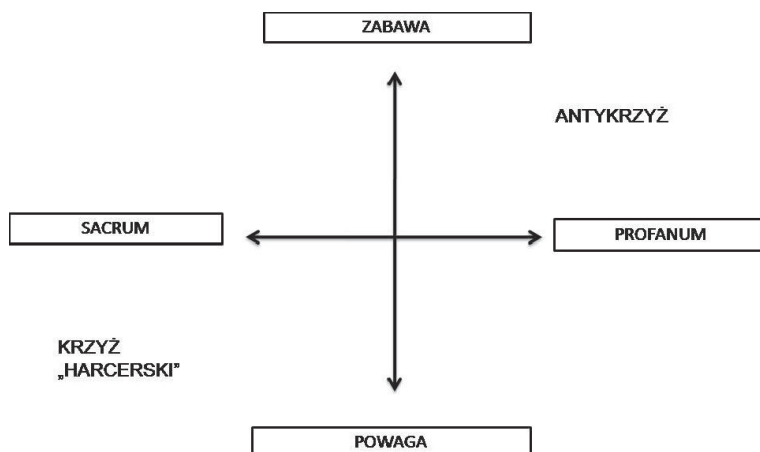 ZABAWA
ANTYKRZYŻ
SACRUM
PROFANUM
KRZYŻ
„HARCERSKI”
POWAGA